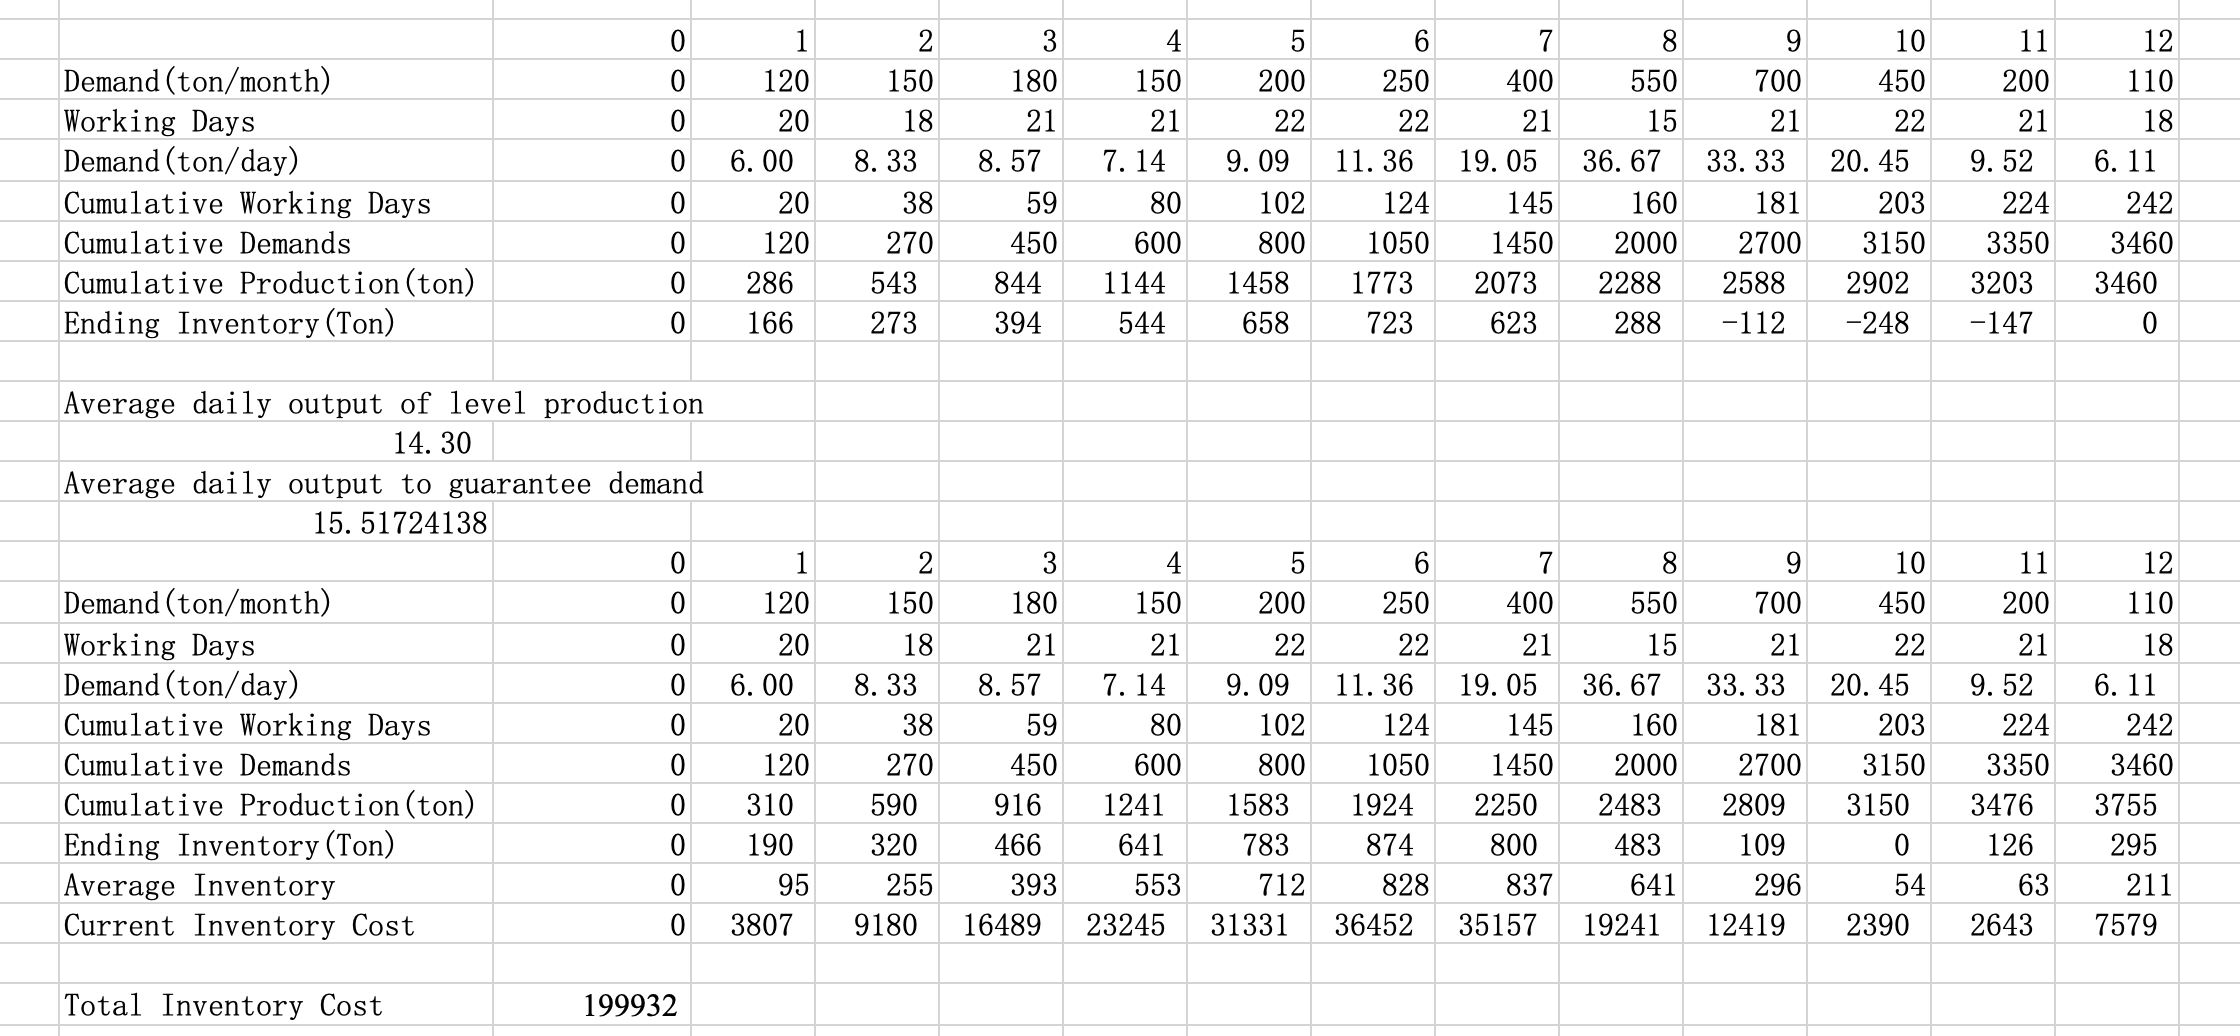 0 1 2 3 4 5 6 7 8 9 10 11 12
Demand(ton/month) 0 120 150 180 150 200 250 400 550 700 450 200 110
Working Days 0 20 18 21 21 22 22 21 15 21 22 21 18
Demand(ton/day) 0 6.00 8.33 8.57 7.14 9.09 11.36 19.05 36.67 33.33 20.45 9.52 6.11
Cumulative Working Days 0 20 38 59 80 102 124 145 160 181 203 224 242
Cumulative Demands 0 120 270 450 600 800 1050 1450 2000 2700 3150 3350 3460
Cumulative Production(ton) 0 286 543 844 1144 1458 1773 2073 2288 2588 2902 3203 3460
Ending Inventory(Ton) 0 166 273 394 544 658 723 623 288 -112 -248 -147 0
Average daily output of level production
14.30
Average daily output to guarantee demand
15.51724138
0 1 2 3 4 5 6 7 8 9 10 11 12
Demand(ton/month) 0 120 150 180 150 200 250 400 550 700 450 200 110
Working Days 0 20 18 21 21 22 22 21 15 21 22 21 18
Demand(ton/day) 0 6.00 8.33 8.57 7.14 9.09 11.36 19.05 36.67 33.33 20.45 9.52 6.11
Cumulative Working Days 0 20 38 59 80 102 124 145 160 181 203 224 242
Cumulative Demands 0 120 270 450 600 800 1050 1450 2000 2700 3150 3350 3460
Cumulative Production(ton) 0 310 590 916 1241 1583 1924 2250 2483 2809 3150 3476 3755
Ending Inventory(Ton) 0 190 320 466 641 783 874 800 483 109 0 126 295
Average Inventory 0 95 255 393 553 712 828 837 641 296 54 63 211
Current Inventory Cost 0 3807 9180 16489 23245 31331 36452 35157 19241 12419 2390 2643 7579
Total Inventory Cost 199932